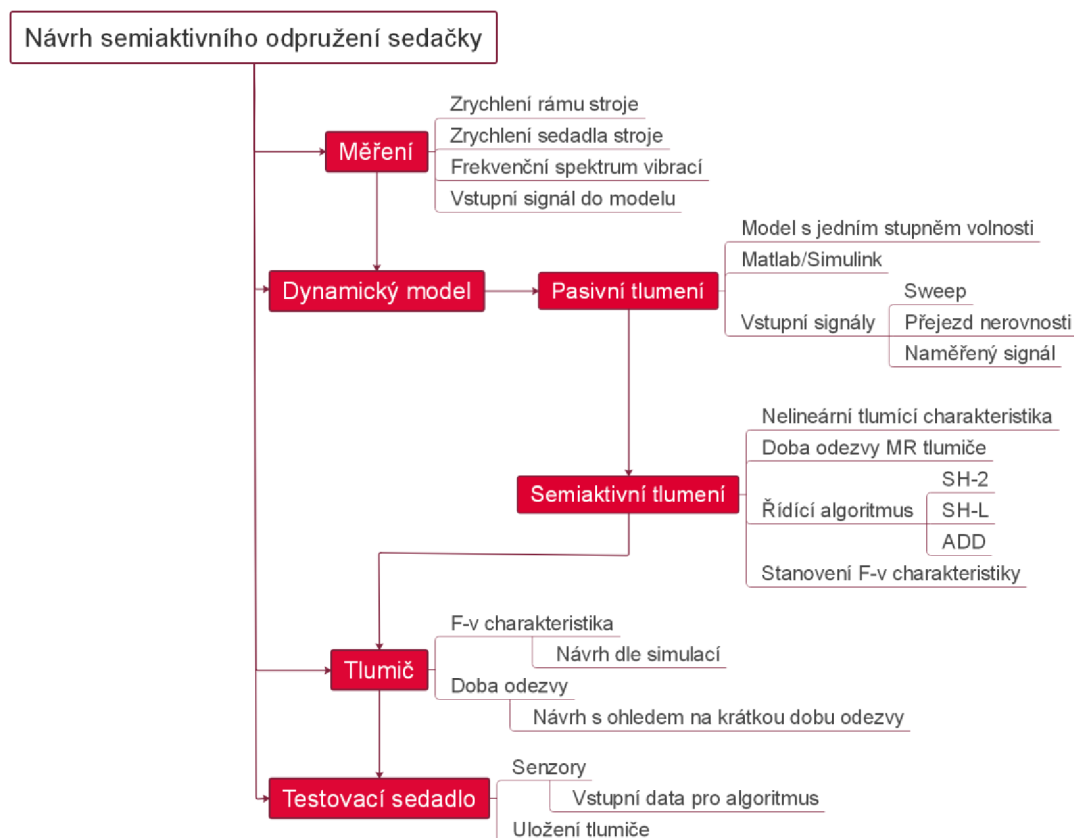 Návrh semiaktivního odpružení sedačky
Měření
Zrychlení rámu stroje
Zrychlení sedadla stroje
Frekvenční spektrum vibrací
Vstupní signál do modelu
Dynamický model
Pasivní tlumení
Model s jedním stupněm volnosti
Matlab/Simulink
Vstupní signály
Sweep
Přejezd nerovnosti
Naměřený signál
Semiaktivní tlumení
Nelineární tlumící charakteristika
Doba odezvy MR tlumiče
Řídící algoritmus
SH-2
SH-L
ADD
Stanovení F-v charakteristiky
Tlumič
F-v charakteristika
Návrh dle simulací
Doba odezvy
Návrh s ohledem na krátkou dobu odezvy
Testovací sedadlo
Senzory
Vstupní data pro algoritmus
Uložení tlumiče